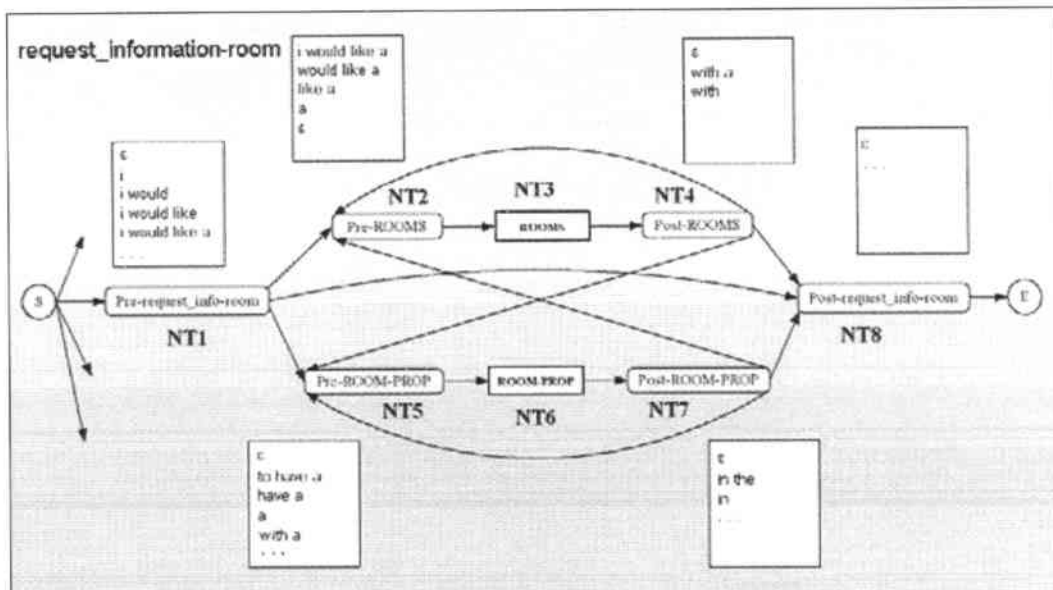 request_information-room
i would like a
would like a
like a
a
ε
ε
with a
with
ε
i
i would
i would like
i would like a
. . .
ε
. . .
NT2
NT3
NT4
Pre-ROOMS
ROOMS
Post-ROOMS
S
Pre-request_info-room
Post-request_info-room
E
NT1
NT8
Pre-ROOM-PROP
ROOM-PROP
Post-ROOM-PROP
NT5
NT6
NT7
ε
to have a
have a
a
with a
. . .
ε
in the
in
. . .